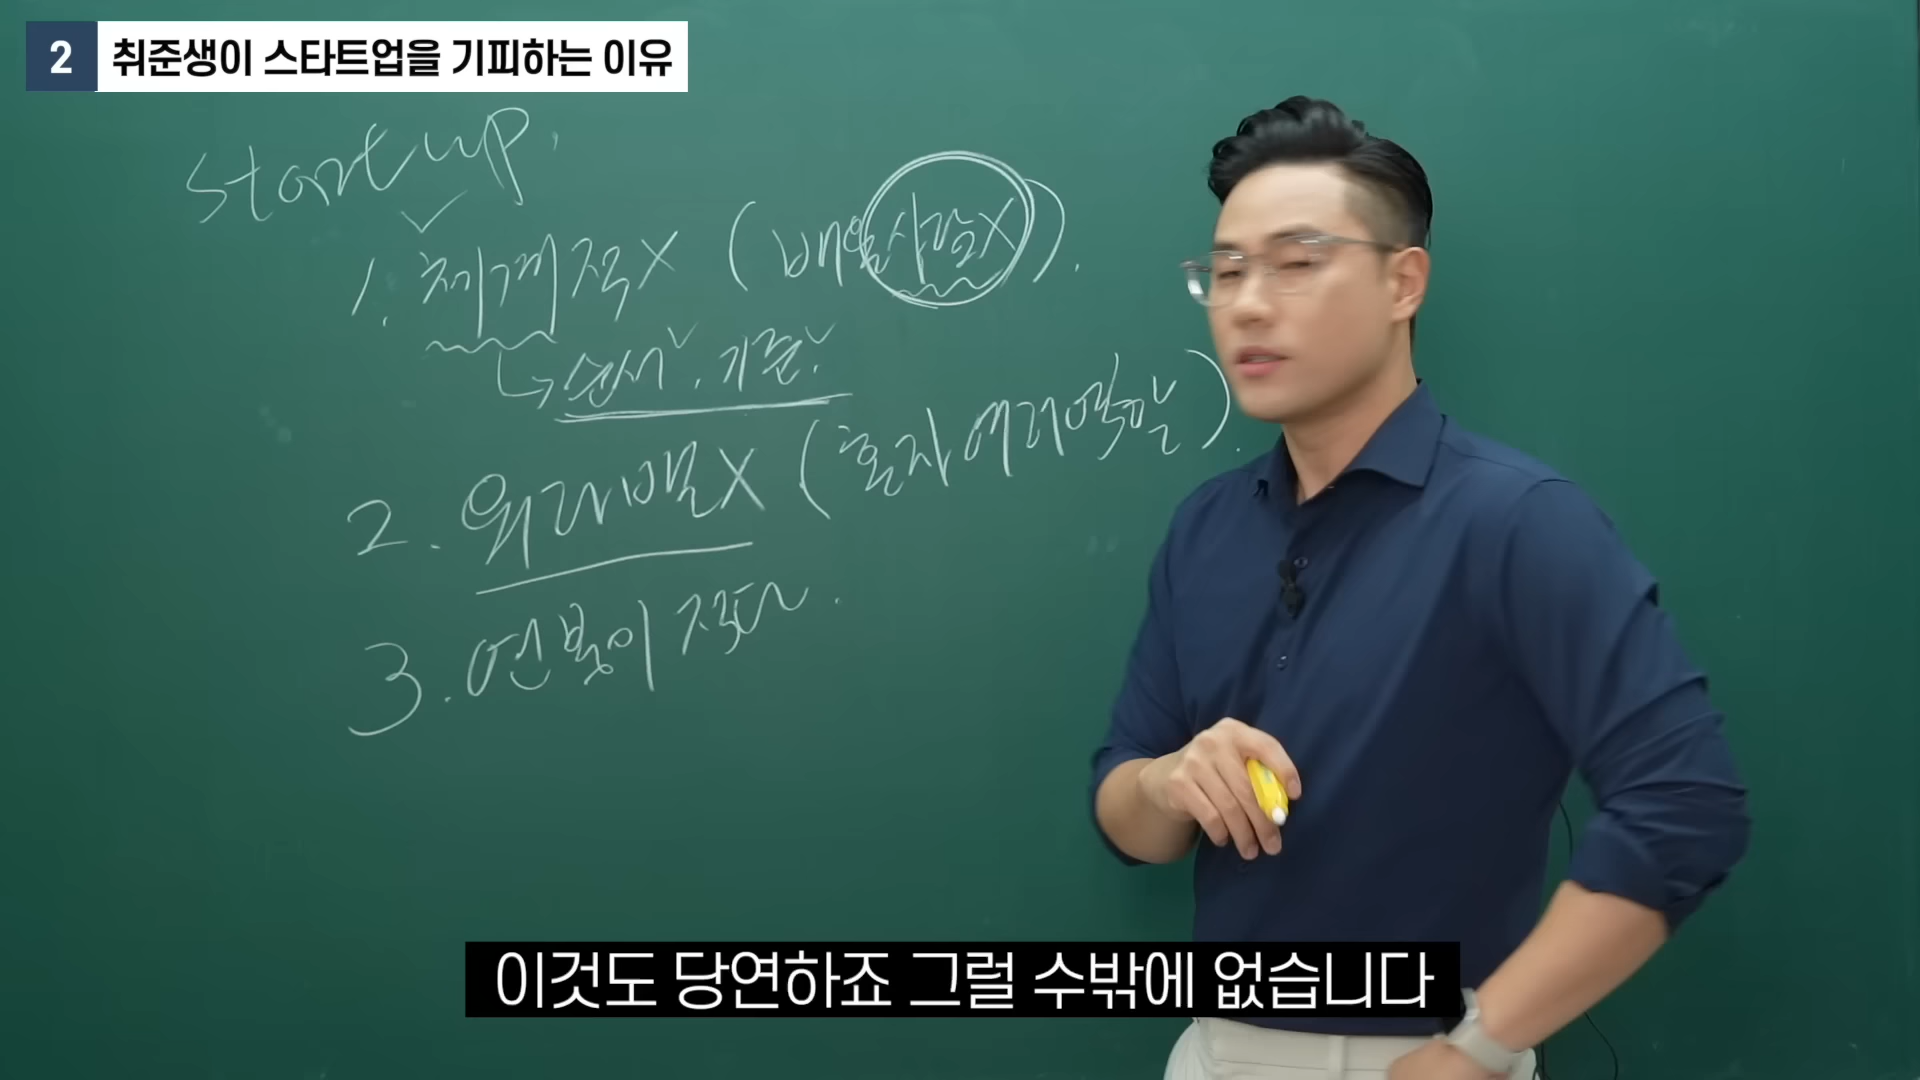 2 취준생이 스타트업을 기피하는 이유
startup.
1. 체계적X (배울사람X).
↳순서, 기준.
2. 워라밸X (혼자 여러역할).
3. 연봉이 적다.
이것도 당연하죠 그럴 수밖에 없습니다